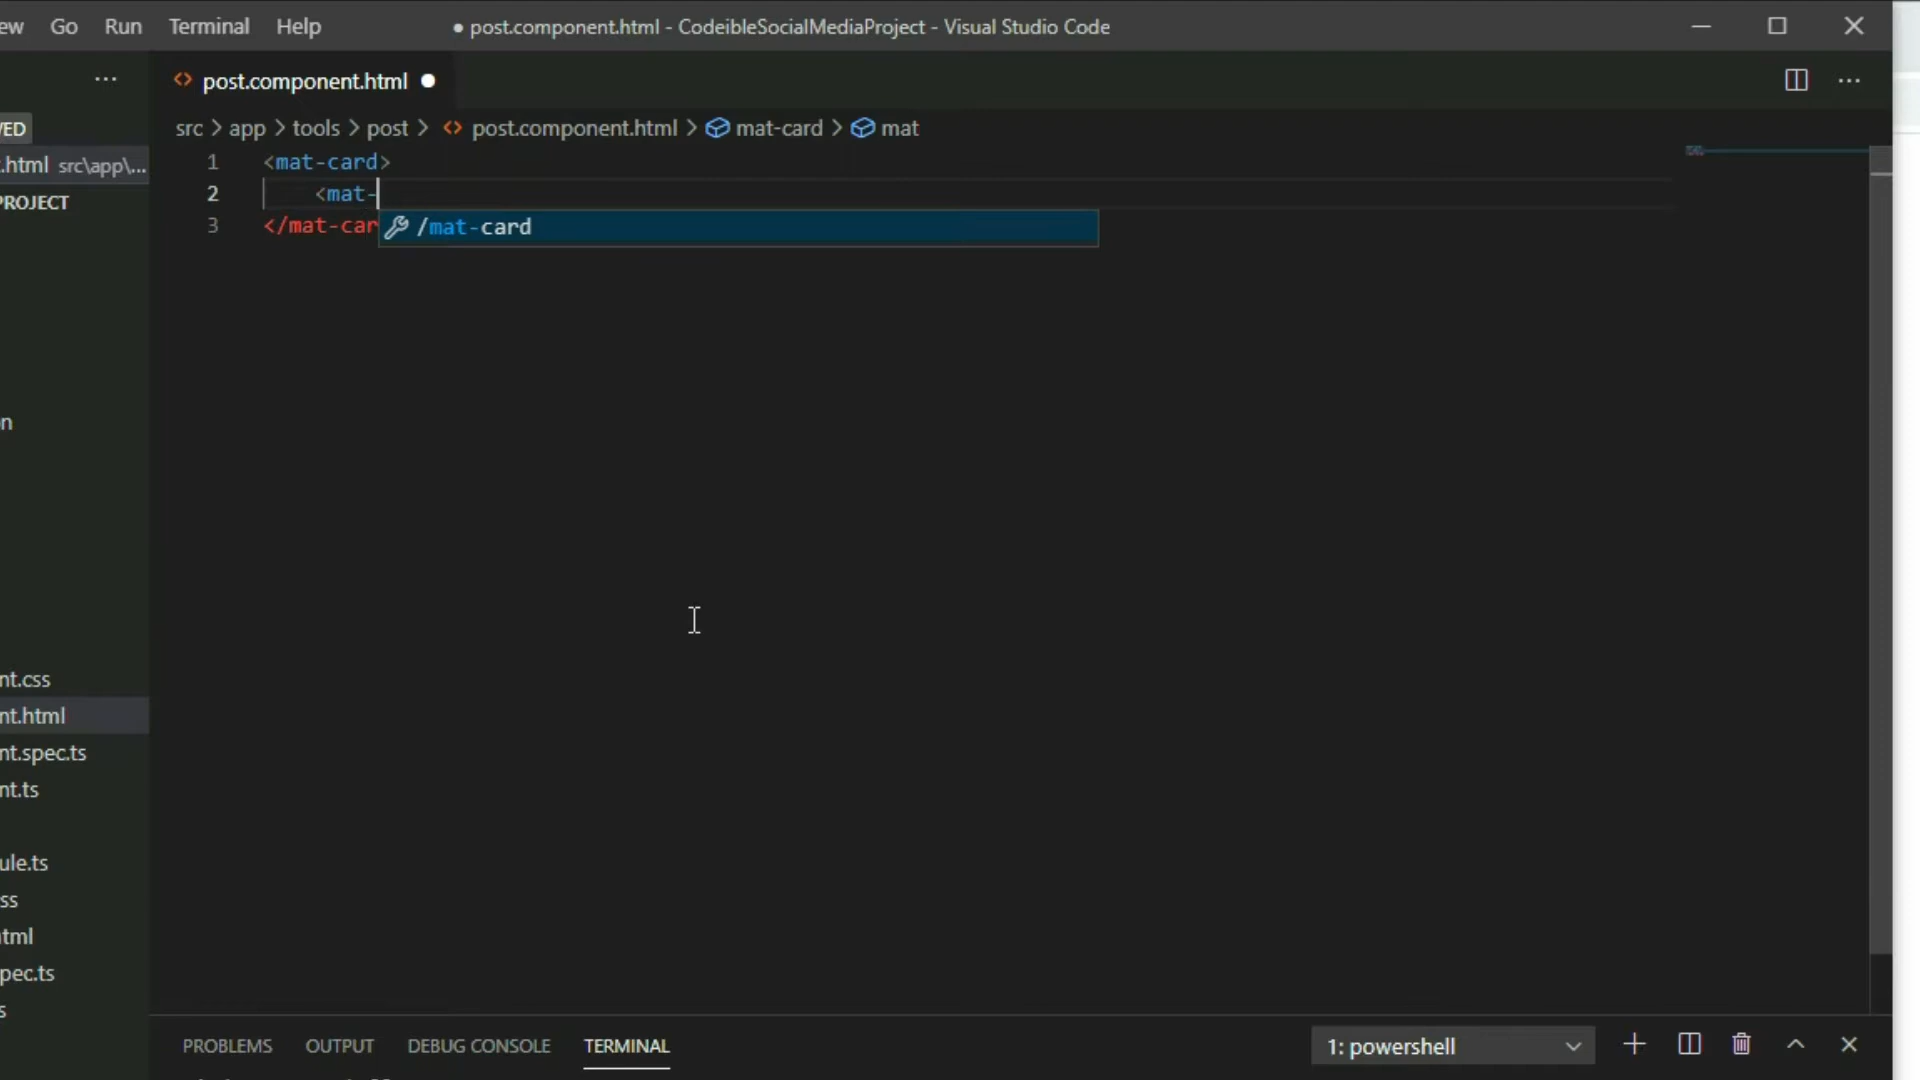 ew Go Run Terminal Help ● post.component.html - CodeibleSocialMediaProject - Visual Studio Code
··· <> post.component.html ● ···
VED src > app > tools > post > <> post.component.html > mat-card > mat
.html src\app\...
PROJECT
n
nt.css
nt.html
nt.spec.ts
nt.ts
ule.ts
ss
tml
pec.ts
s
1 <mat-card>
2 <mat-
3 </mat-car
/mat-card
PROBLEMS OUTPUT DEBUG CONSOLE TERMINAL 1: powershell